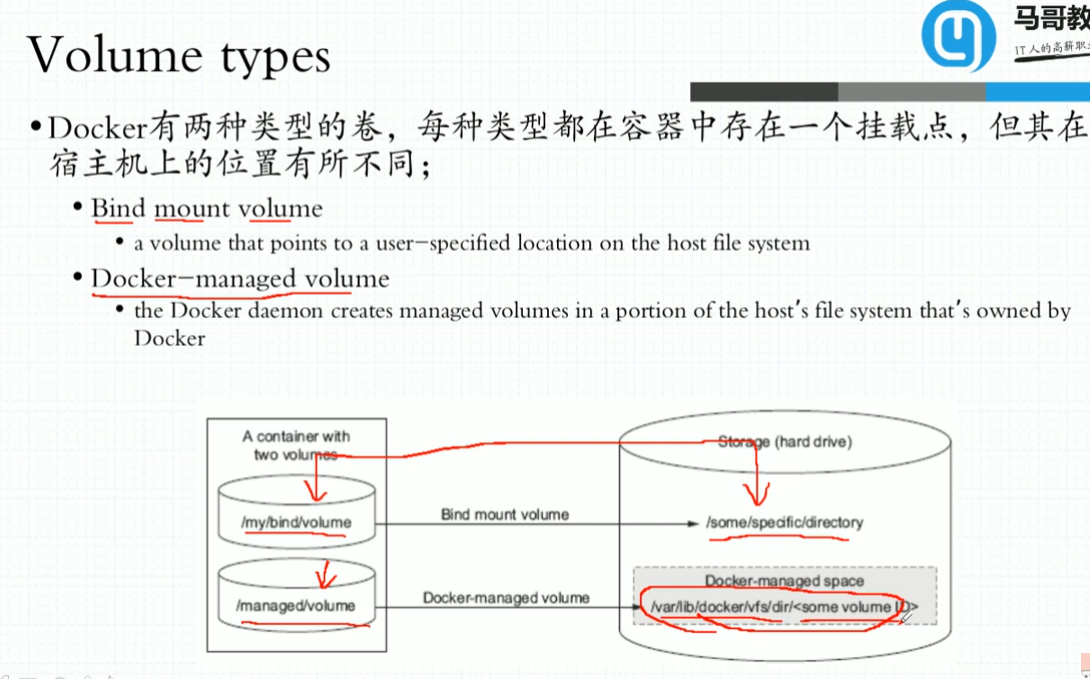 马哥教
IT人的高薪职
Volume types
•Docker有两种类型的卷，每种类型都在容器中存在一个挂载点，但其在
宿主机上的位置有所不同；
• Bind mount volume
• a volume that points to a user-specified location on the host file system
• Docker-managed volume
• the Docker daemon creates managed volumes in a portion of the host's file system that's owned by
Docker
A container with
two volumes
/my/bind/volume
/managed/volume
Bind mount volume
Docker-managed volume
Storage (hard drive)
/some/specific/directory
Docker-managed space
/var/lib/docker/vfs/dir/<some volume ID>